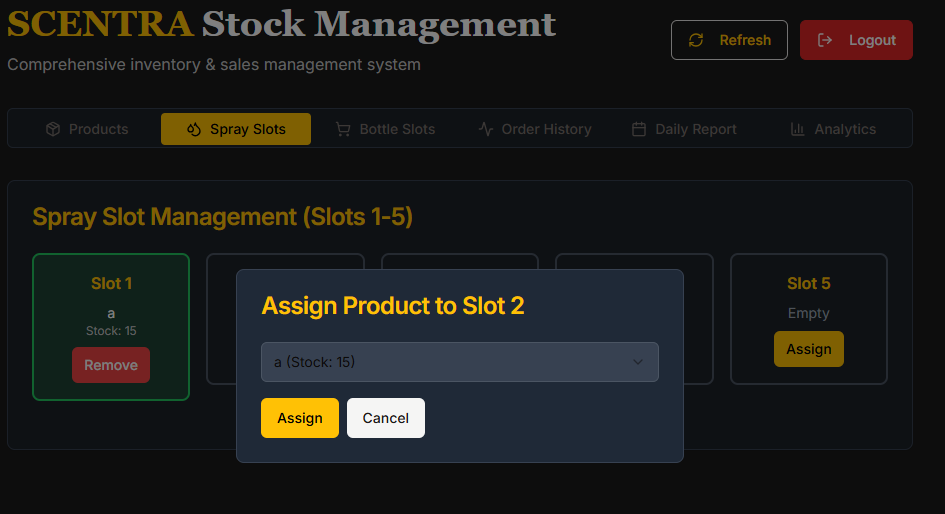 SCENTRA Stock Management
Comprehensive inventory & sales management system
Refresh
Logout
Products
Spray Slots
Bottle Slots
Order History
Daily Report
Analytics
Spray Slot Management (Slots 1-5)
Slot 1
a
Stock: 15
Remove
Slot 5
Empty
Assign
Assign Product to Slot 2
a (Stock: 15)
Assign
Cancel